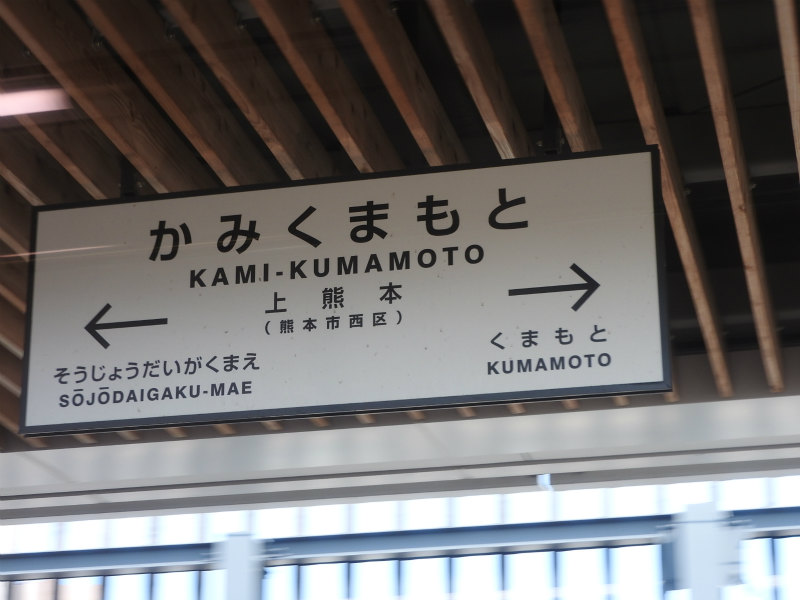 かみくまもと
KAMI-KUMAMOTO
上熊本
(熊本市西区)
そうじょうだいがくまえ
SŌJŌDAIGAKU-MAE
くまもと
KUMAMOTO